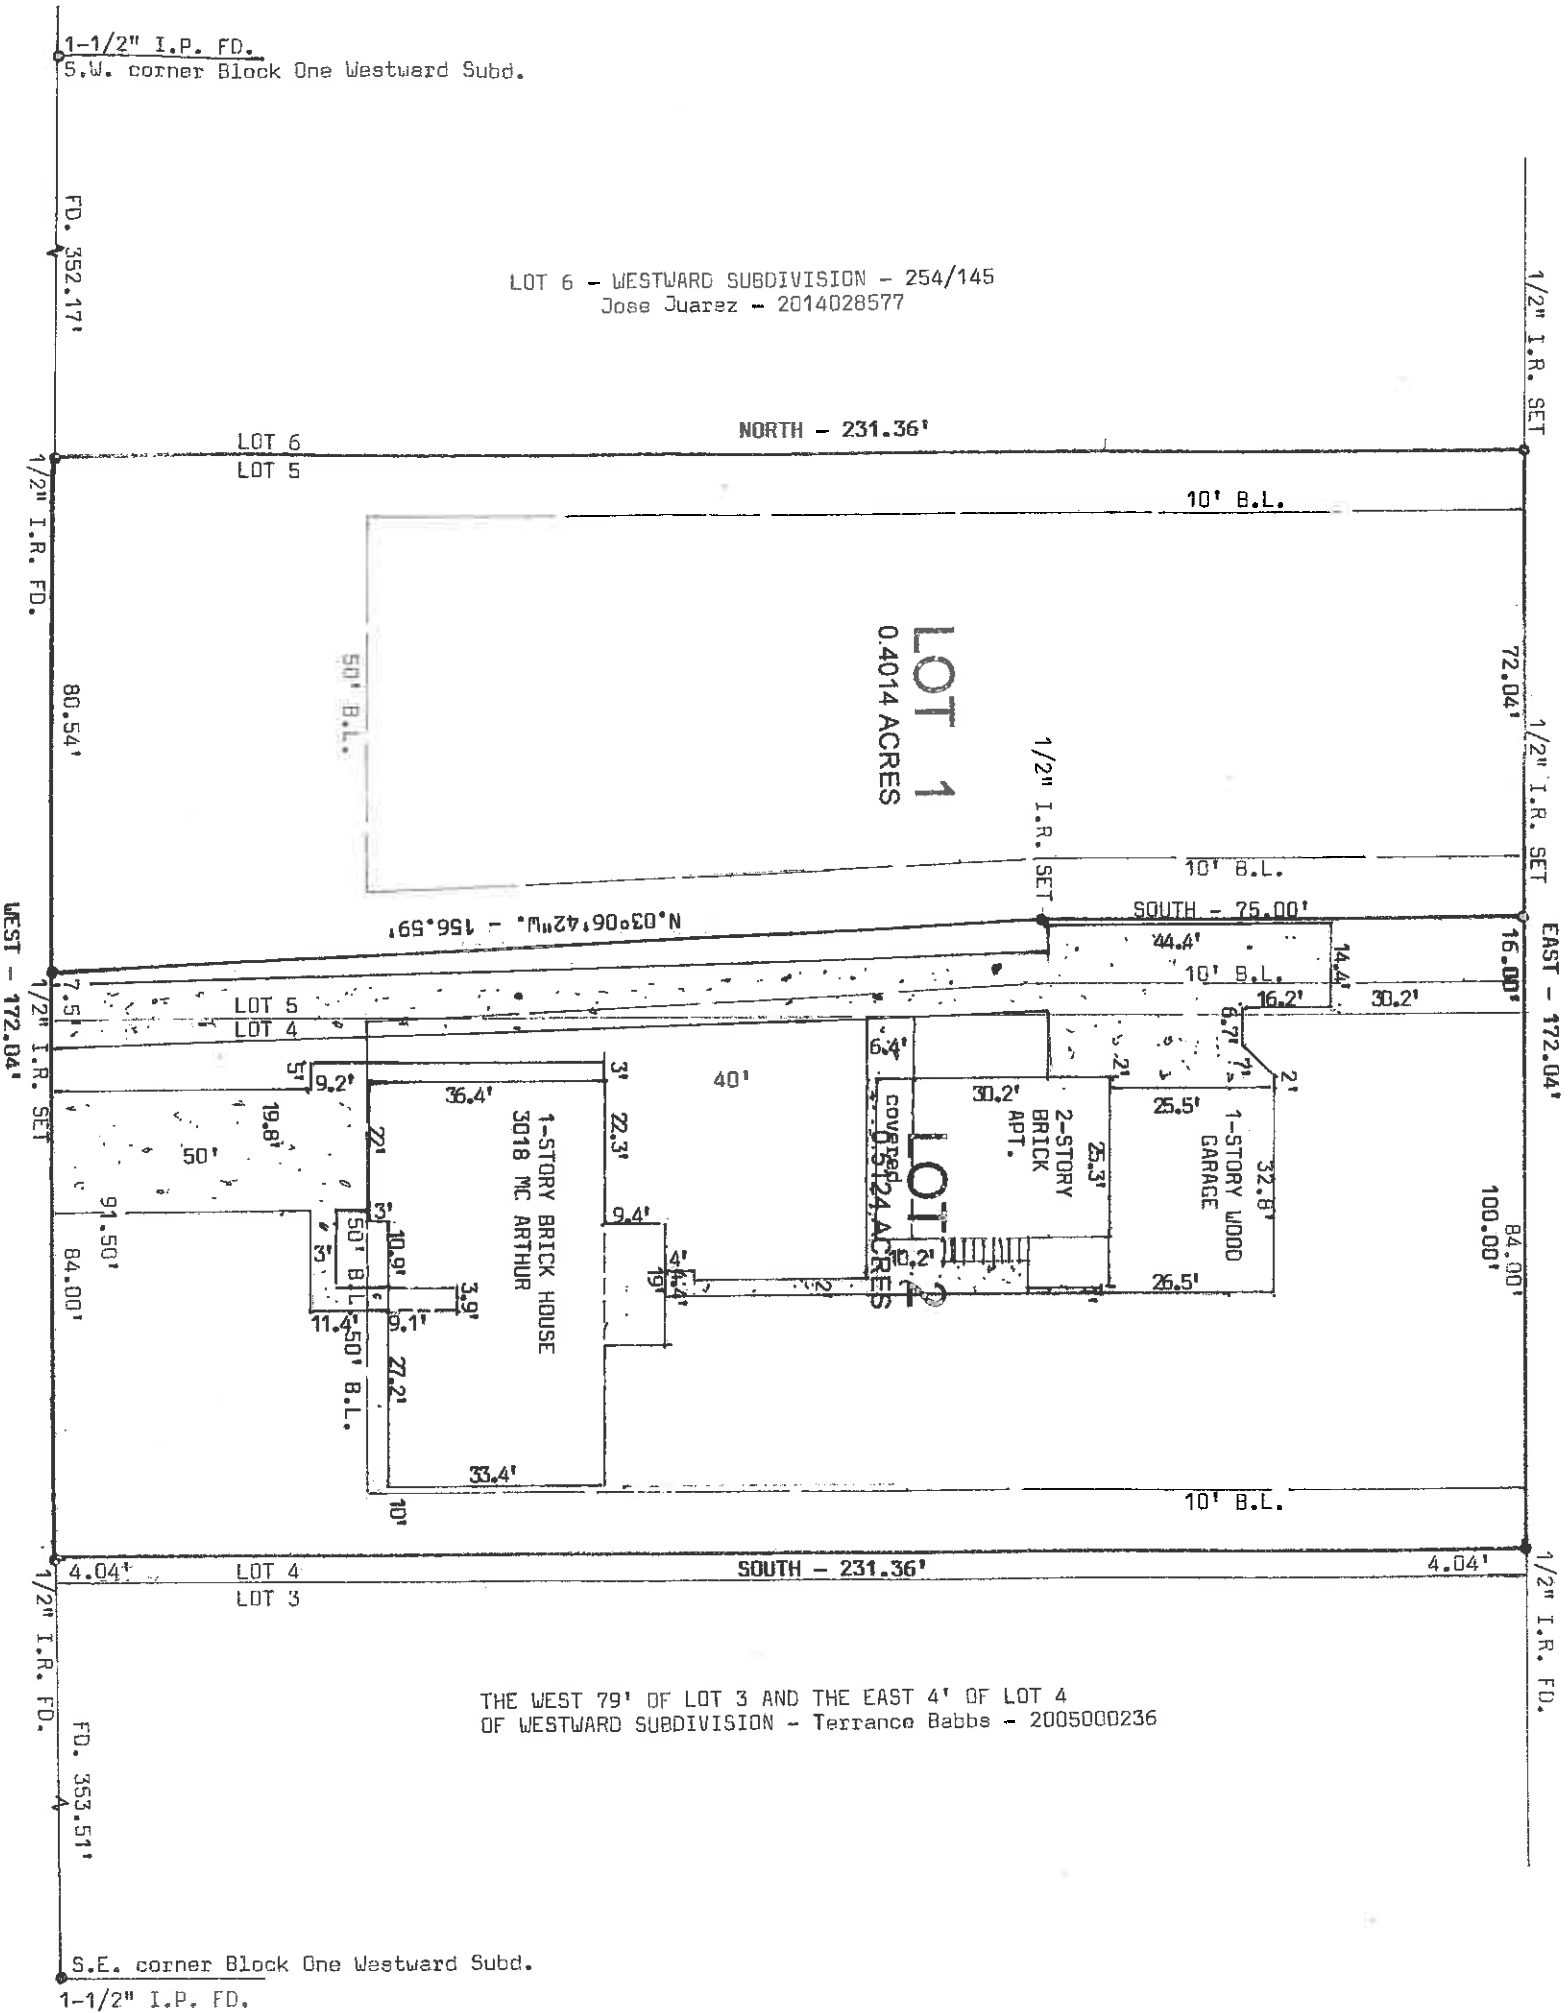 1-1/2" I.P. FD.
S.W. corner Block One Westward Subd.
FD. 352.17'
LOT 6 - WESTWARD SUBDIVISION - 254/145
Jose Juarez - 2014028577
1/2" I.R. SET
NORTH - 231.36'
LOT 6
LOT 5
1/2" I.R. FD.
10' B.L.
50' B.L.
LOT 1
0.4014 ACRES
72.04'
80.54'
1/2" I.R. SET
1/2" I.R. SET
10' B.L.
SOUTH - 75.00'
N.03°06'42"W. - 156.59'
44.4'
14.4'
16.00'
EAST - 172.04'
WEST - 172.04'
10' B.L.
16.2'
30.2'
7.5'
1/2" I.R. SET
LOT 5
LOT 4
6.7'
7'
2'
6.4'
2'
5'
9.2'
3'
40'
36.4'
30.2'
25.5'
19.8'
50'
22'
22.3'
1-STORY BRICK HOUSE
3018 MC ARTHUR
covered
2-STORY
BRICK
APT.
25.3'
1-STORY WOOD
GARAGE
32.8'
LOT 2
0.5124 ACRES
91.50'
84.00'
84.00'
100.00'
3'
9.4'
10.9'
3'
50' B.L.
4'
4.4'
19'
10.2'
2'
26.5'
3.9'
11.4'
9.1'
50' B.L.
27.2'
33.4'
10'
10' B.L.
4.04'
LOT 4
SOUTH - 231.36'
4.04'
LOT 3
1/2" I.R. FD.
1/2" I.R. FD.
THE WEST 79' OF LOT 3 AND THE EAST 4' OF LOT 4
OF WESTWARD SUBDIVISION - Terrance Babbs - 2005000236
FD. 353.51'
S.E. corner Block One Westward Subd.
1-1/2" I.P. FD.